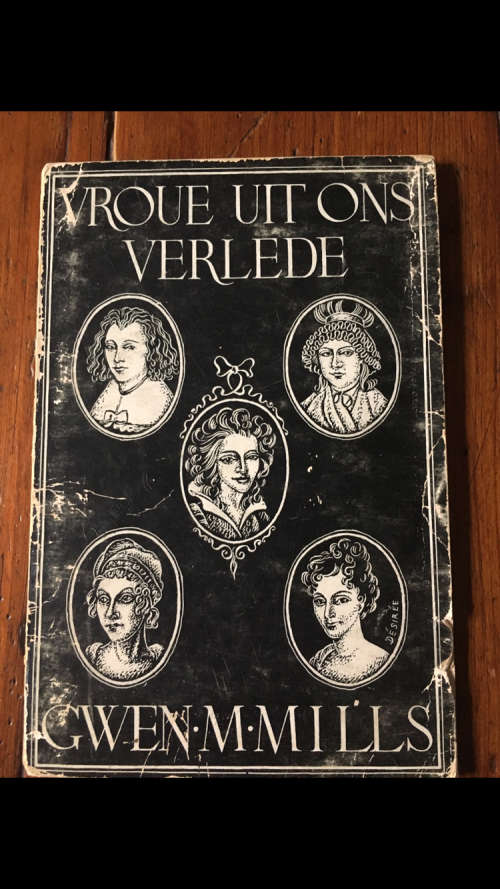 VROUE UIT ONS
VERLEDE
DÉSIRÉE
GWEN·M·MILLS